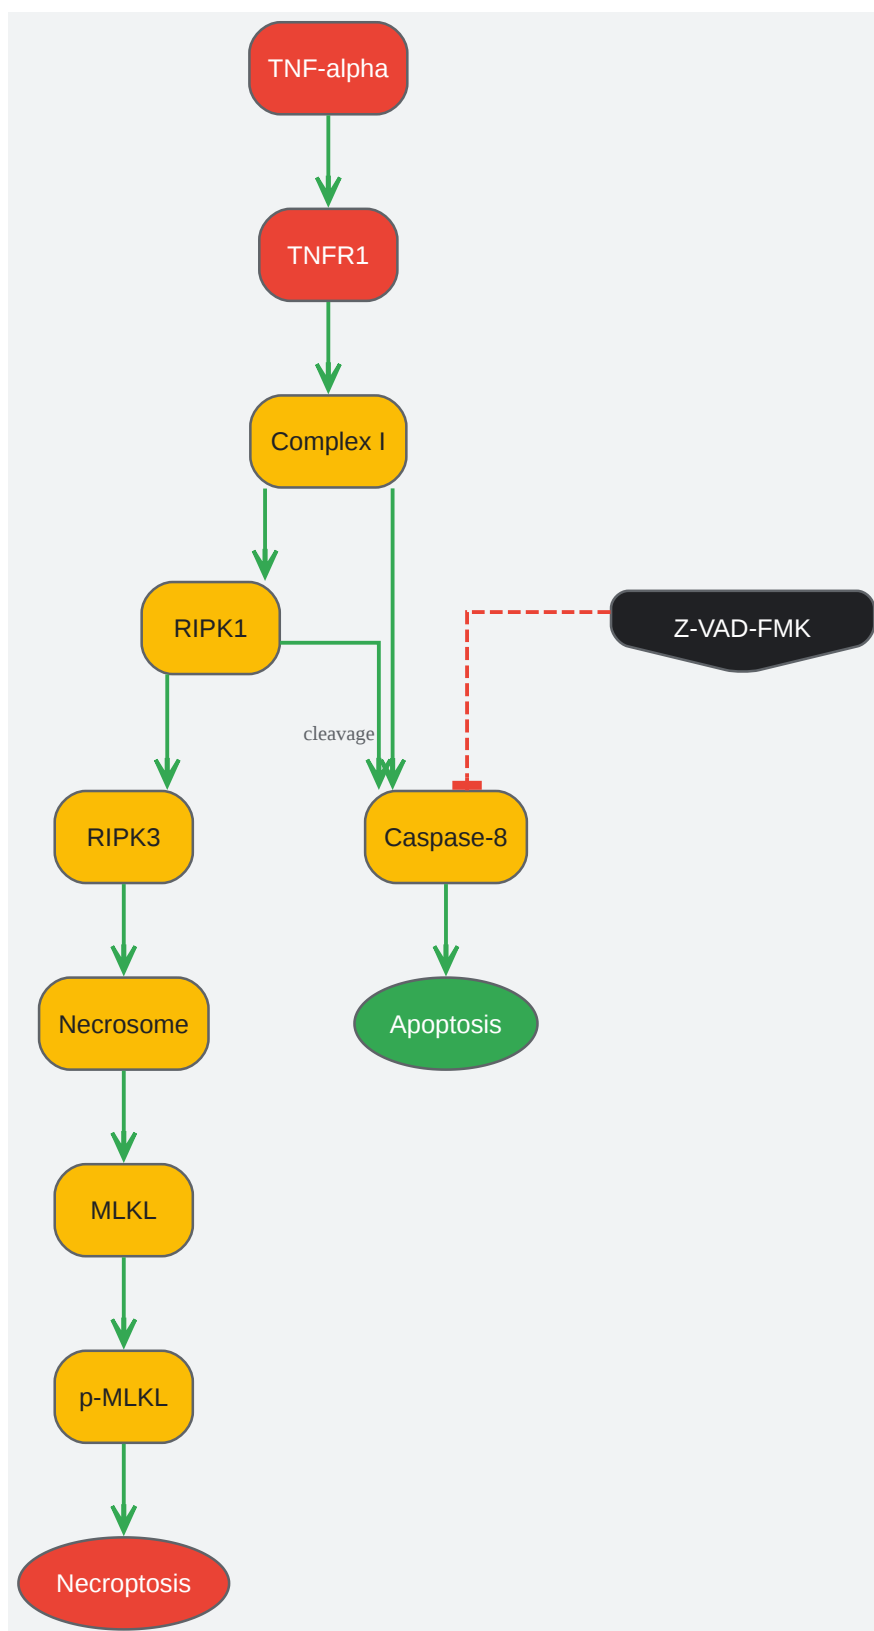 TNF-alpha
TNFR1
Complex I
RIPK1
Z-VAD-FMK
cleavage
RIPK3
Caspase-8
Necrosome
Apoptosis
MLKL
p-MLKL
Necroptosis